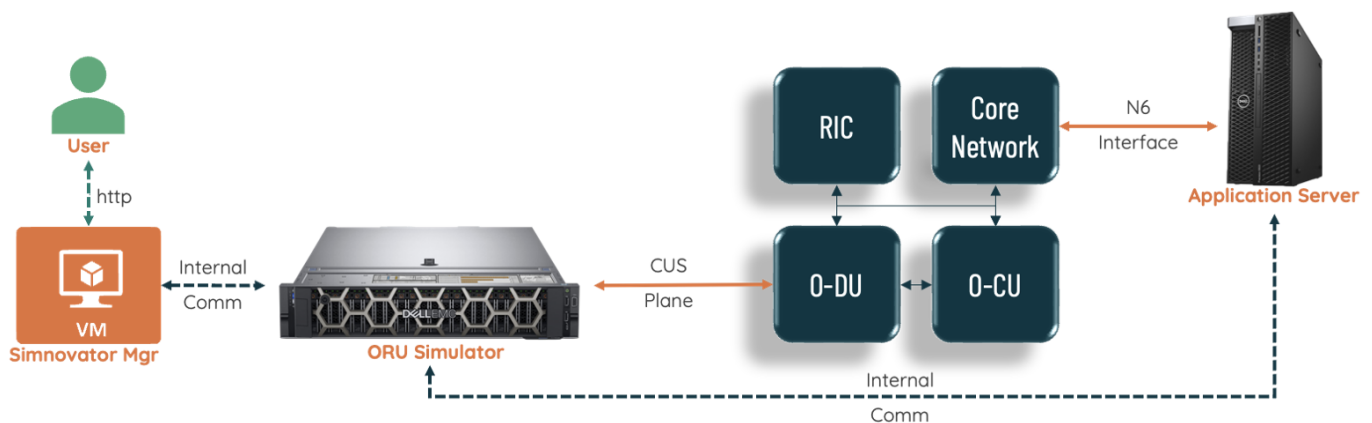 User
http
VM
Simnovator Mgr
Internal
Comm
DELLEMC
ORU Simulator
CUS
Plane
RIC
Core
Network
O-DU
O-CU
N6
Interface
DELL
Application Server
Internal
Comm